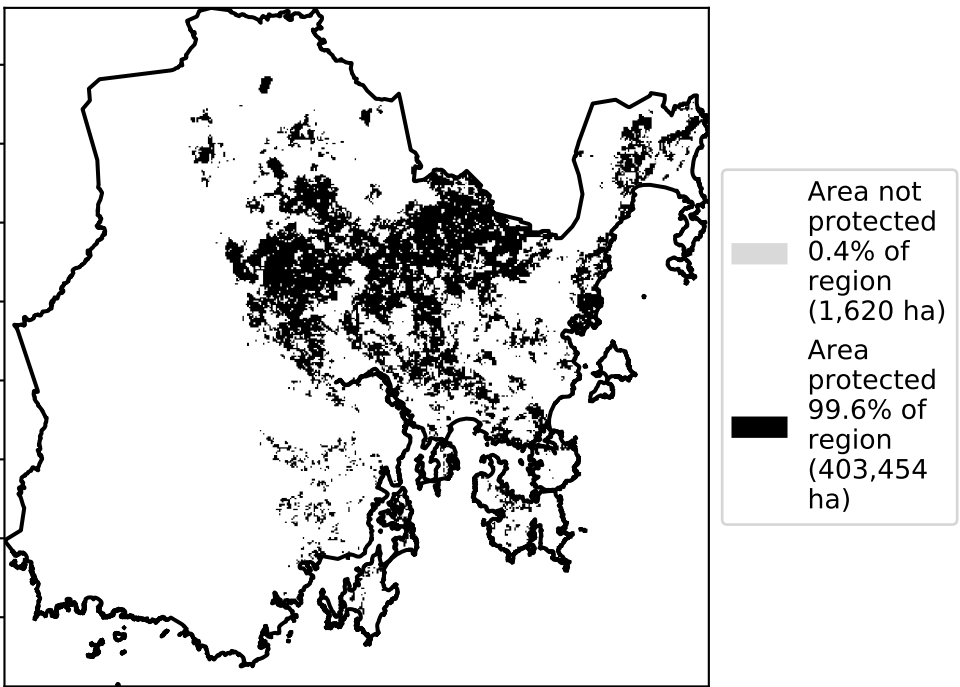 Area not
protected
0.4% of
region
(1,620 ha)
Area
protected
99.6% of
region
(403,454
ha)